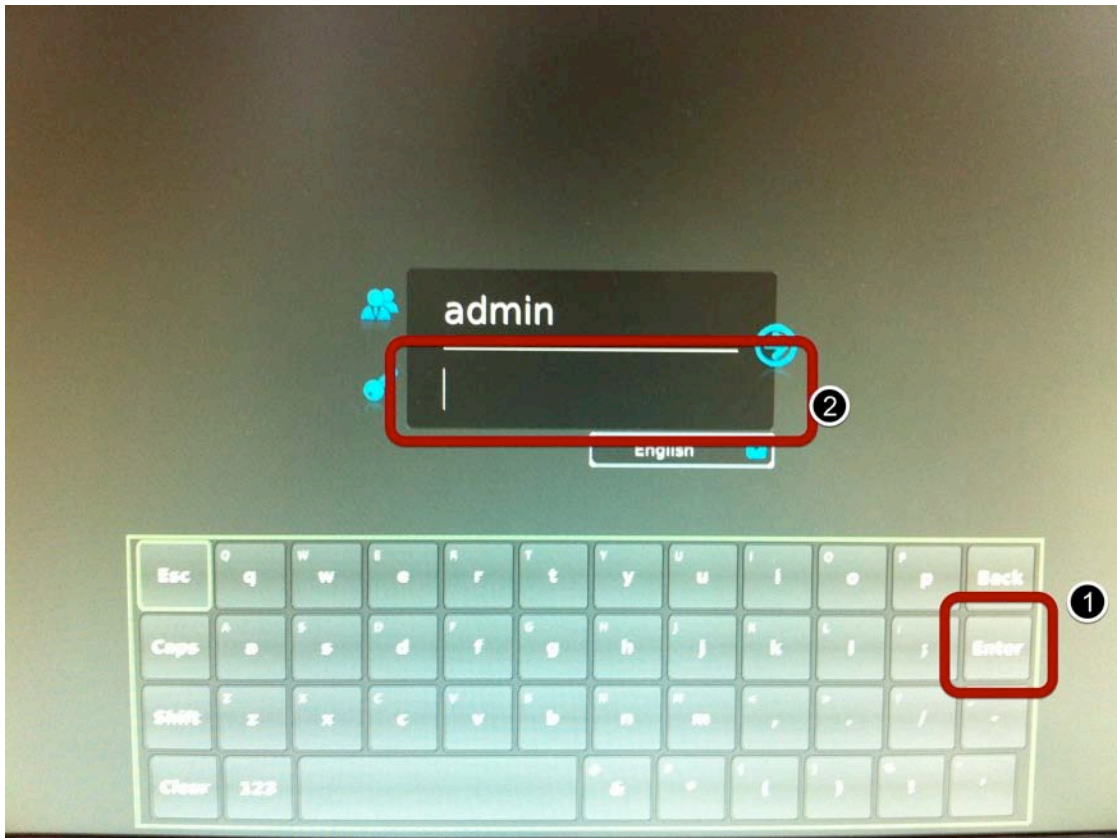 admin
2
English
1
Esc Q q W w E e R r T t Y y U u I i O o P p Back
Caps A a S s D d F f G g H h J j K k L l : ; Enter
Shift Z z X x C c V v B b N n M m < , > . ? / -
Clear 123 & ( ) ! '